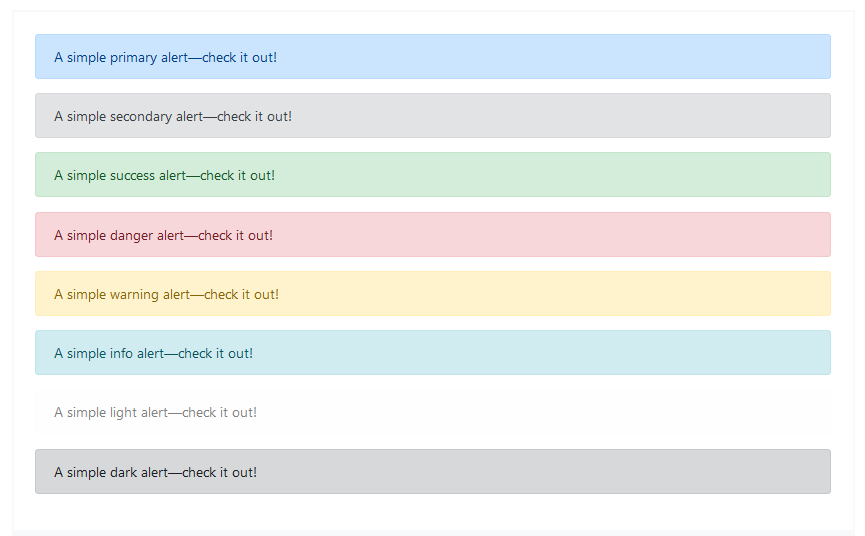 A simple primary alert—check it out!
A simple secondary alert—check it out!
A simple success alert—check it out!
A simple danger alert—check it out!
A simple warning alert—check it out!
A simple info alert—check it out!
A simple light alert—check it out!
A simple dark alert—check it out!